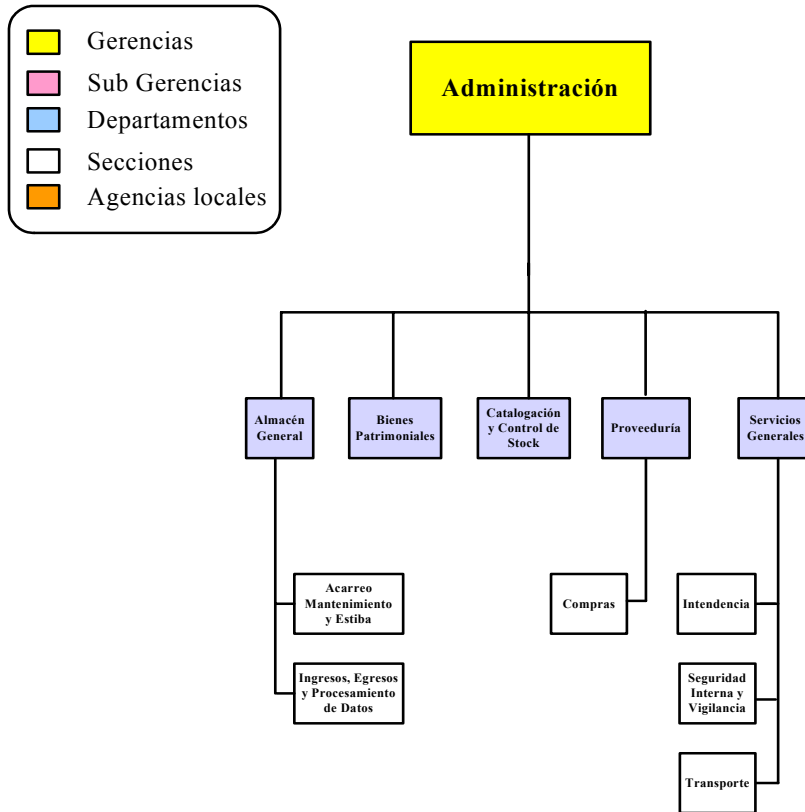 Gerencias
Sub Gerencias
Departamentos
Secciones
Agencias locales
Administración
Almacén
General
Bienes
Patrimoniales
Catalogación
y Control de
Stock
Proveeduría
Servicios
Generales
Acarreo
Mantenimiento
y Estiba
Compras
Intendencia
Ingresos, Egresos
y Procesamiento
de Datos
Seguridad
Interna y
Vigilancia
Transporte